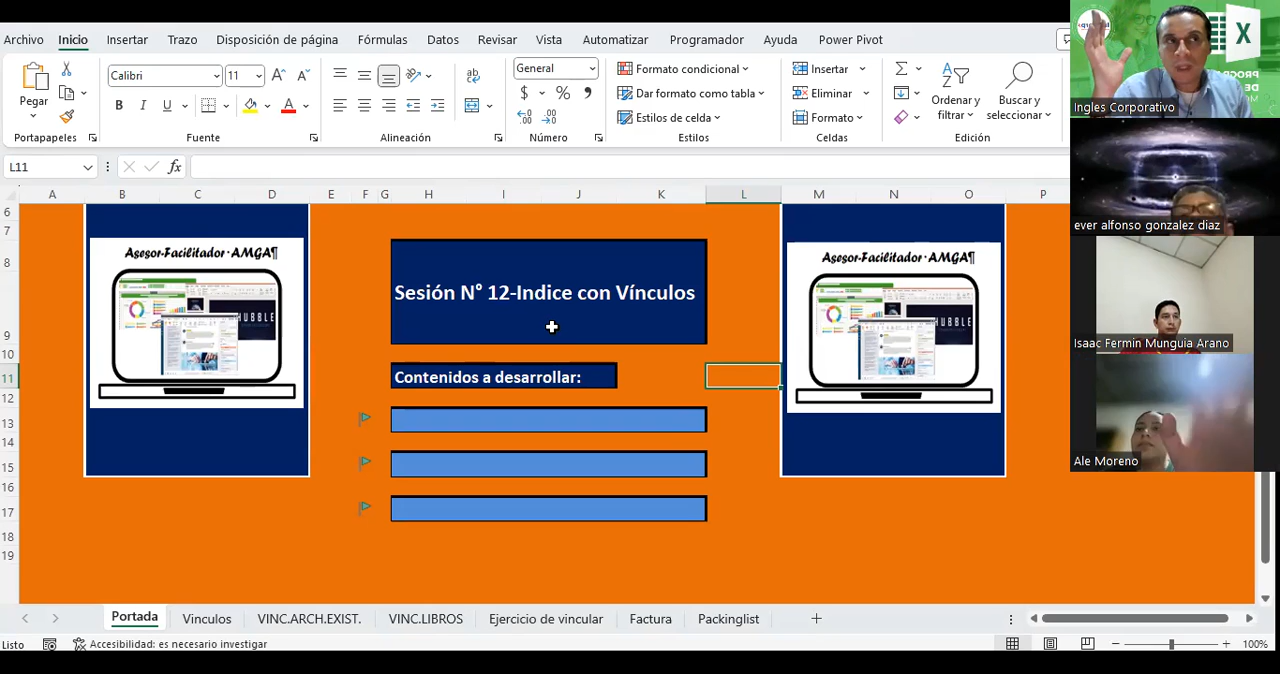 Archivo Inicio Insertar Trazo Disposición de página Fórmulas Datos Revisar Vista Automatizar Programador Ayuda Power Pivot
Pegar
Portapapeles
Calibri 11
N I S
Fuente
ab
Alineación
General
$ % 000
Número
Formato condicional
Dar formato como tabla
Estilos de celda
Estilos
Insertar
Eliminar
Formato
Celdas
Ordenar y filtrar
Buscar y seleccionar
Edición
L11
fx
A B C D E F G H I J K L M N O P
6
7
8
9
10
11
12
13
14
15
16
17
18
19
Asesor-Facilitador·AMGA¶
HUBBLE
Sesión N° 12-Indice con Vínculos
Contenidos a desarrollar:
Asesor-Facilitador·AMGA¶
HUBBLE
Portada Vinculos VINC.ARCH.EXIST. VINC.LIBROS Ejercicio de vincular Factura Packinglist
Listo Accesibilidad: es necesario investigar 100%
X
Ingles Corporativo
ever alfonso gonzalez diaz
Isaac Fermin Munguia Arano
Ale Moreno